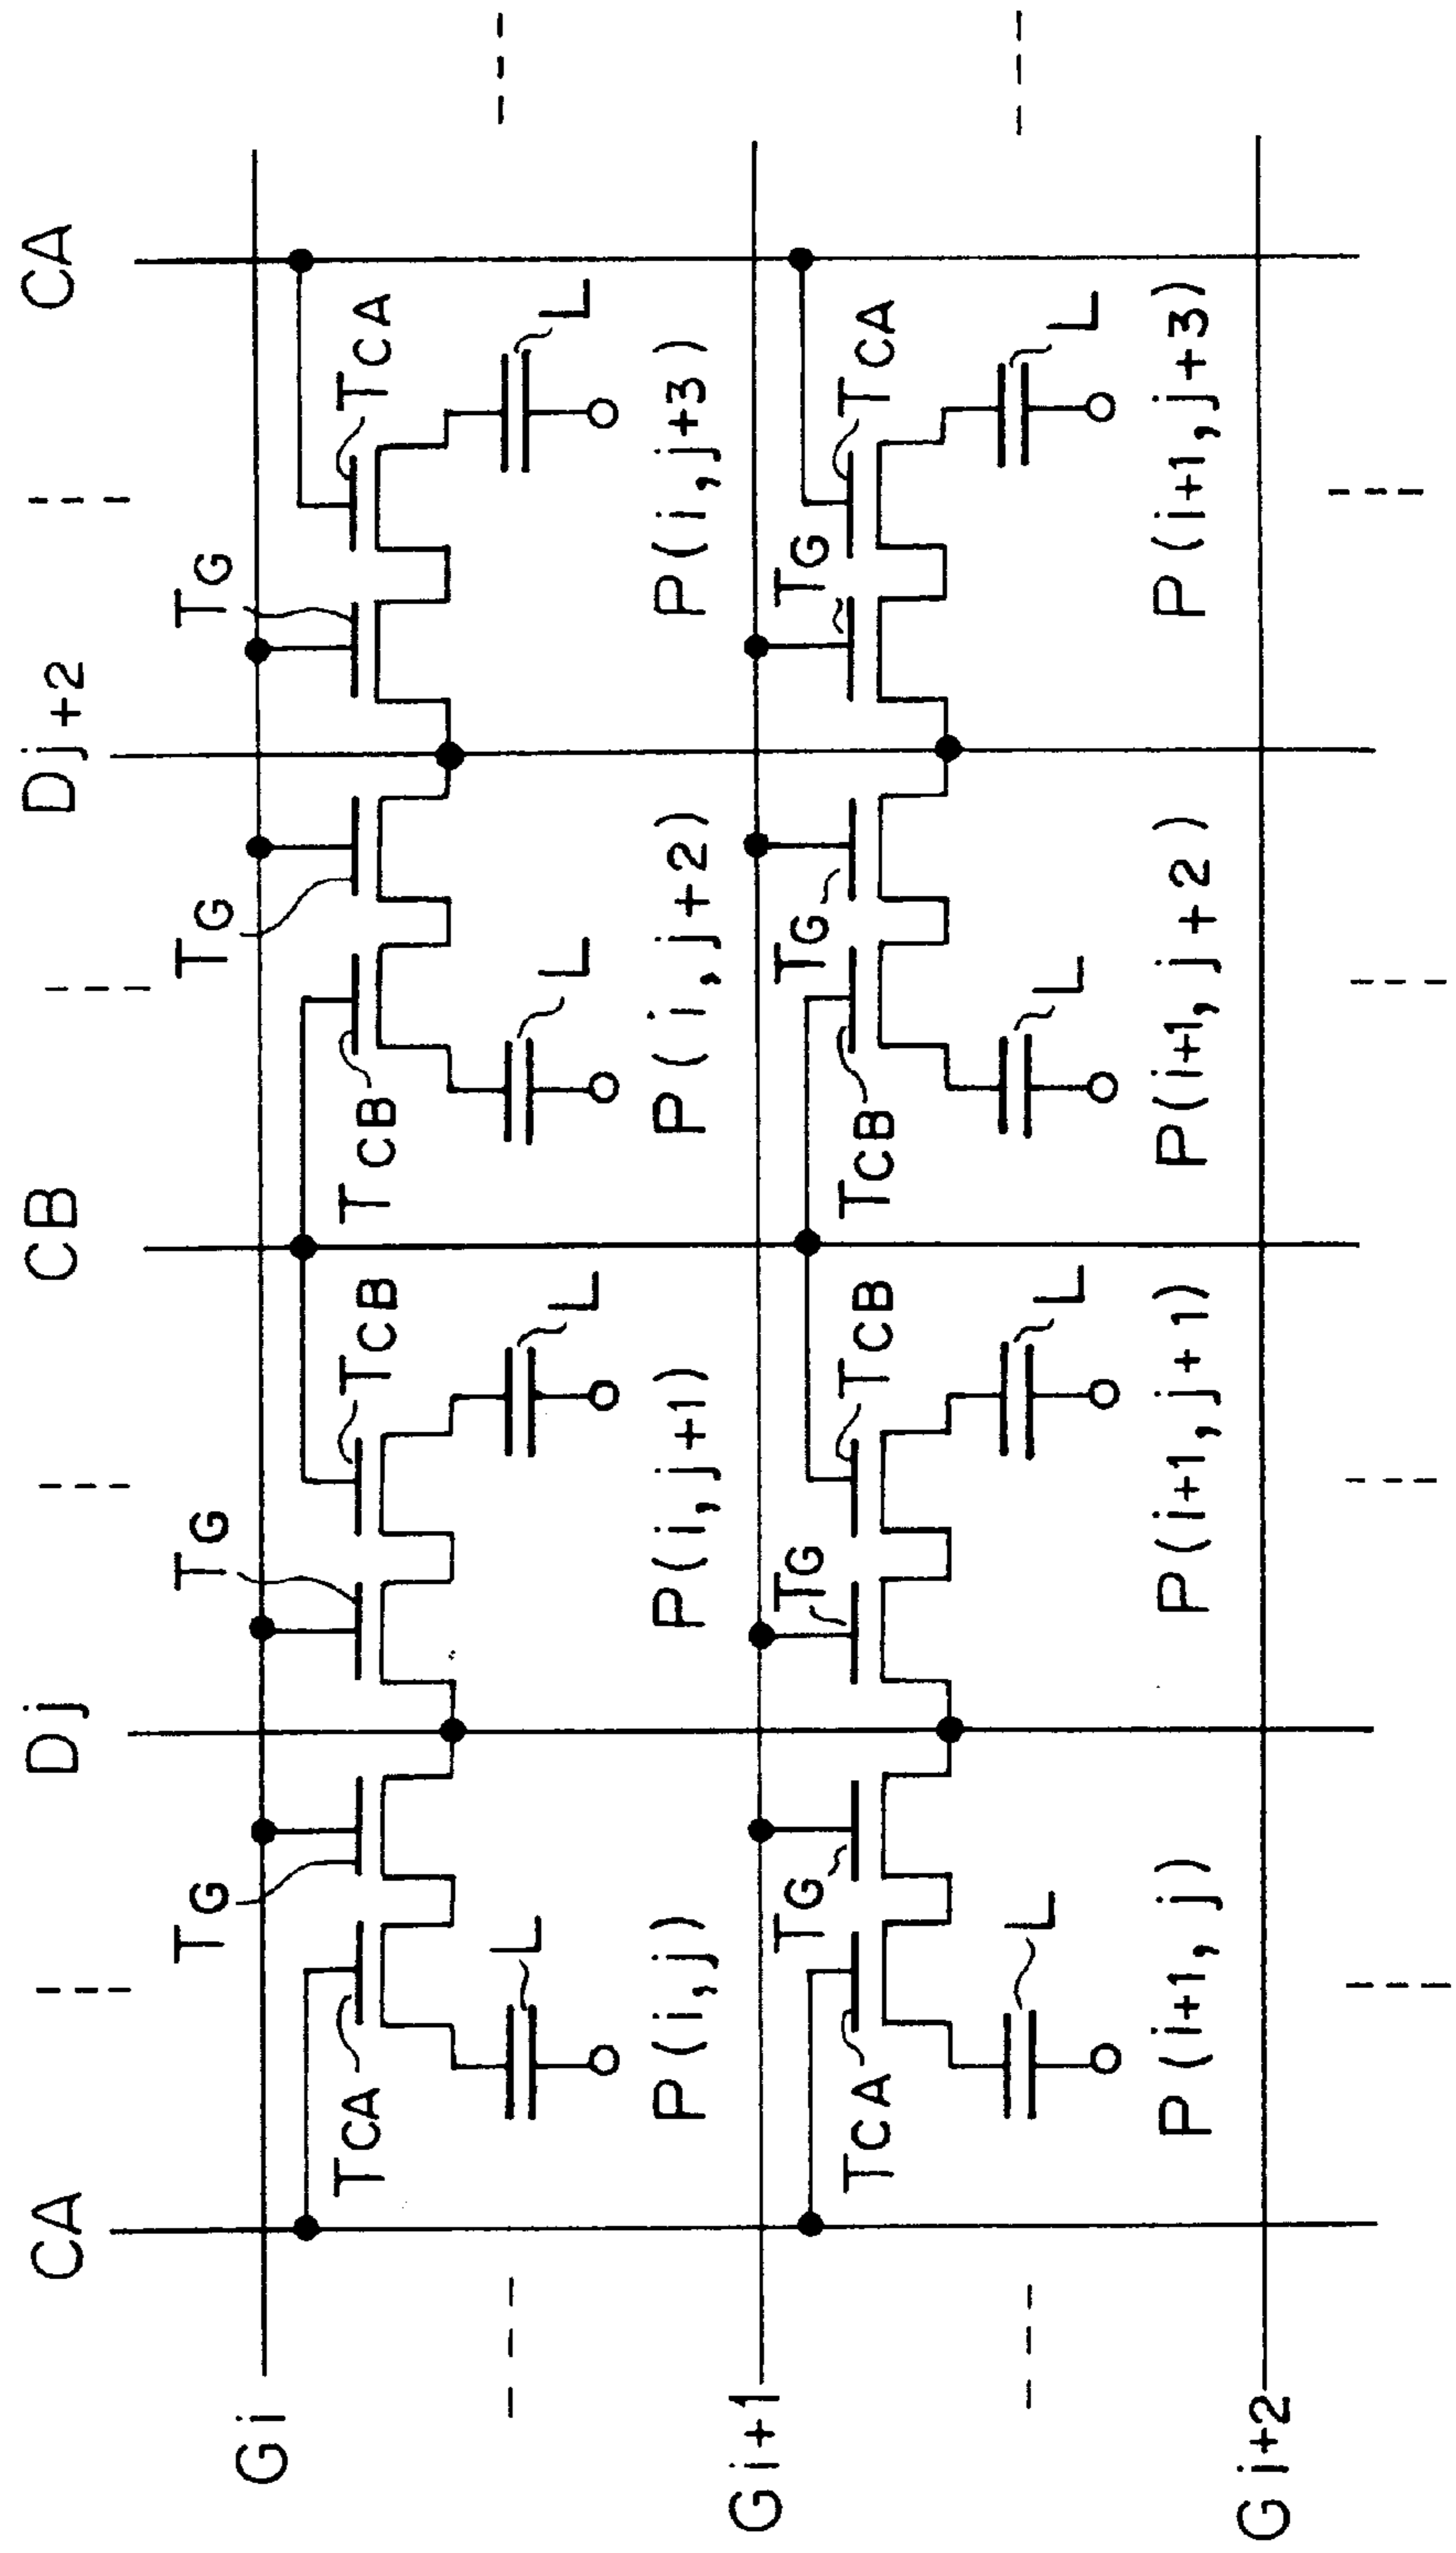 CA Dj CB Dj+2 CA
Gi
TG TG TG TG
TCA TCB TCB TCA
L L L L
P(i,j) P(i,j+1) P(i,j+2) P(i,j+3)
Gi+1
TG TG TG TG
TCA TCB TCB TCA
L L L L
P(i+1,j) P(i+1,j+1) P(i+1,j+2) P(i+1,j+3)
Gi+2